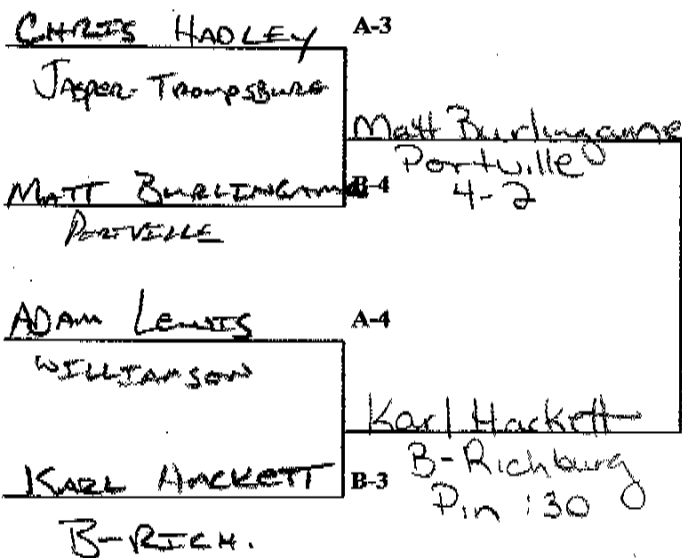 CHRIS HADLEY A-3
JASPER-TROUPSBURG
Matt Burlingame
Portville
4-2
MATT BURLINGAME B-4
PORTVILLE
ADAM LEWIS A-4
WILLIAMSON
Karl Hackett
B-Richburg
Pin :30
KARL HACKETT B-3
B-RICH.